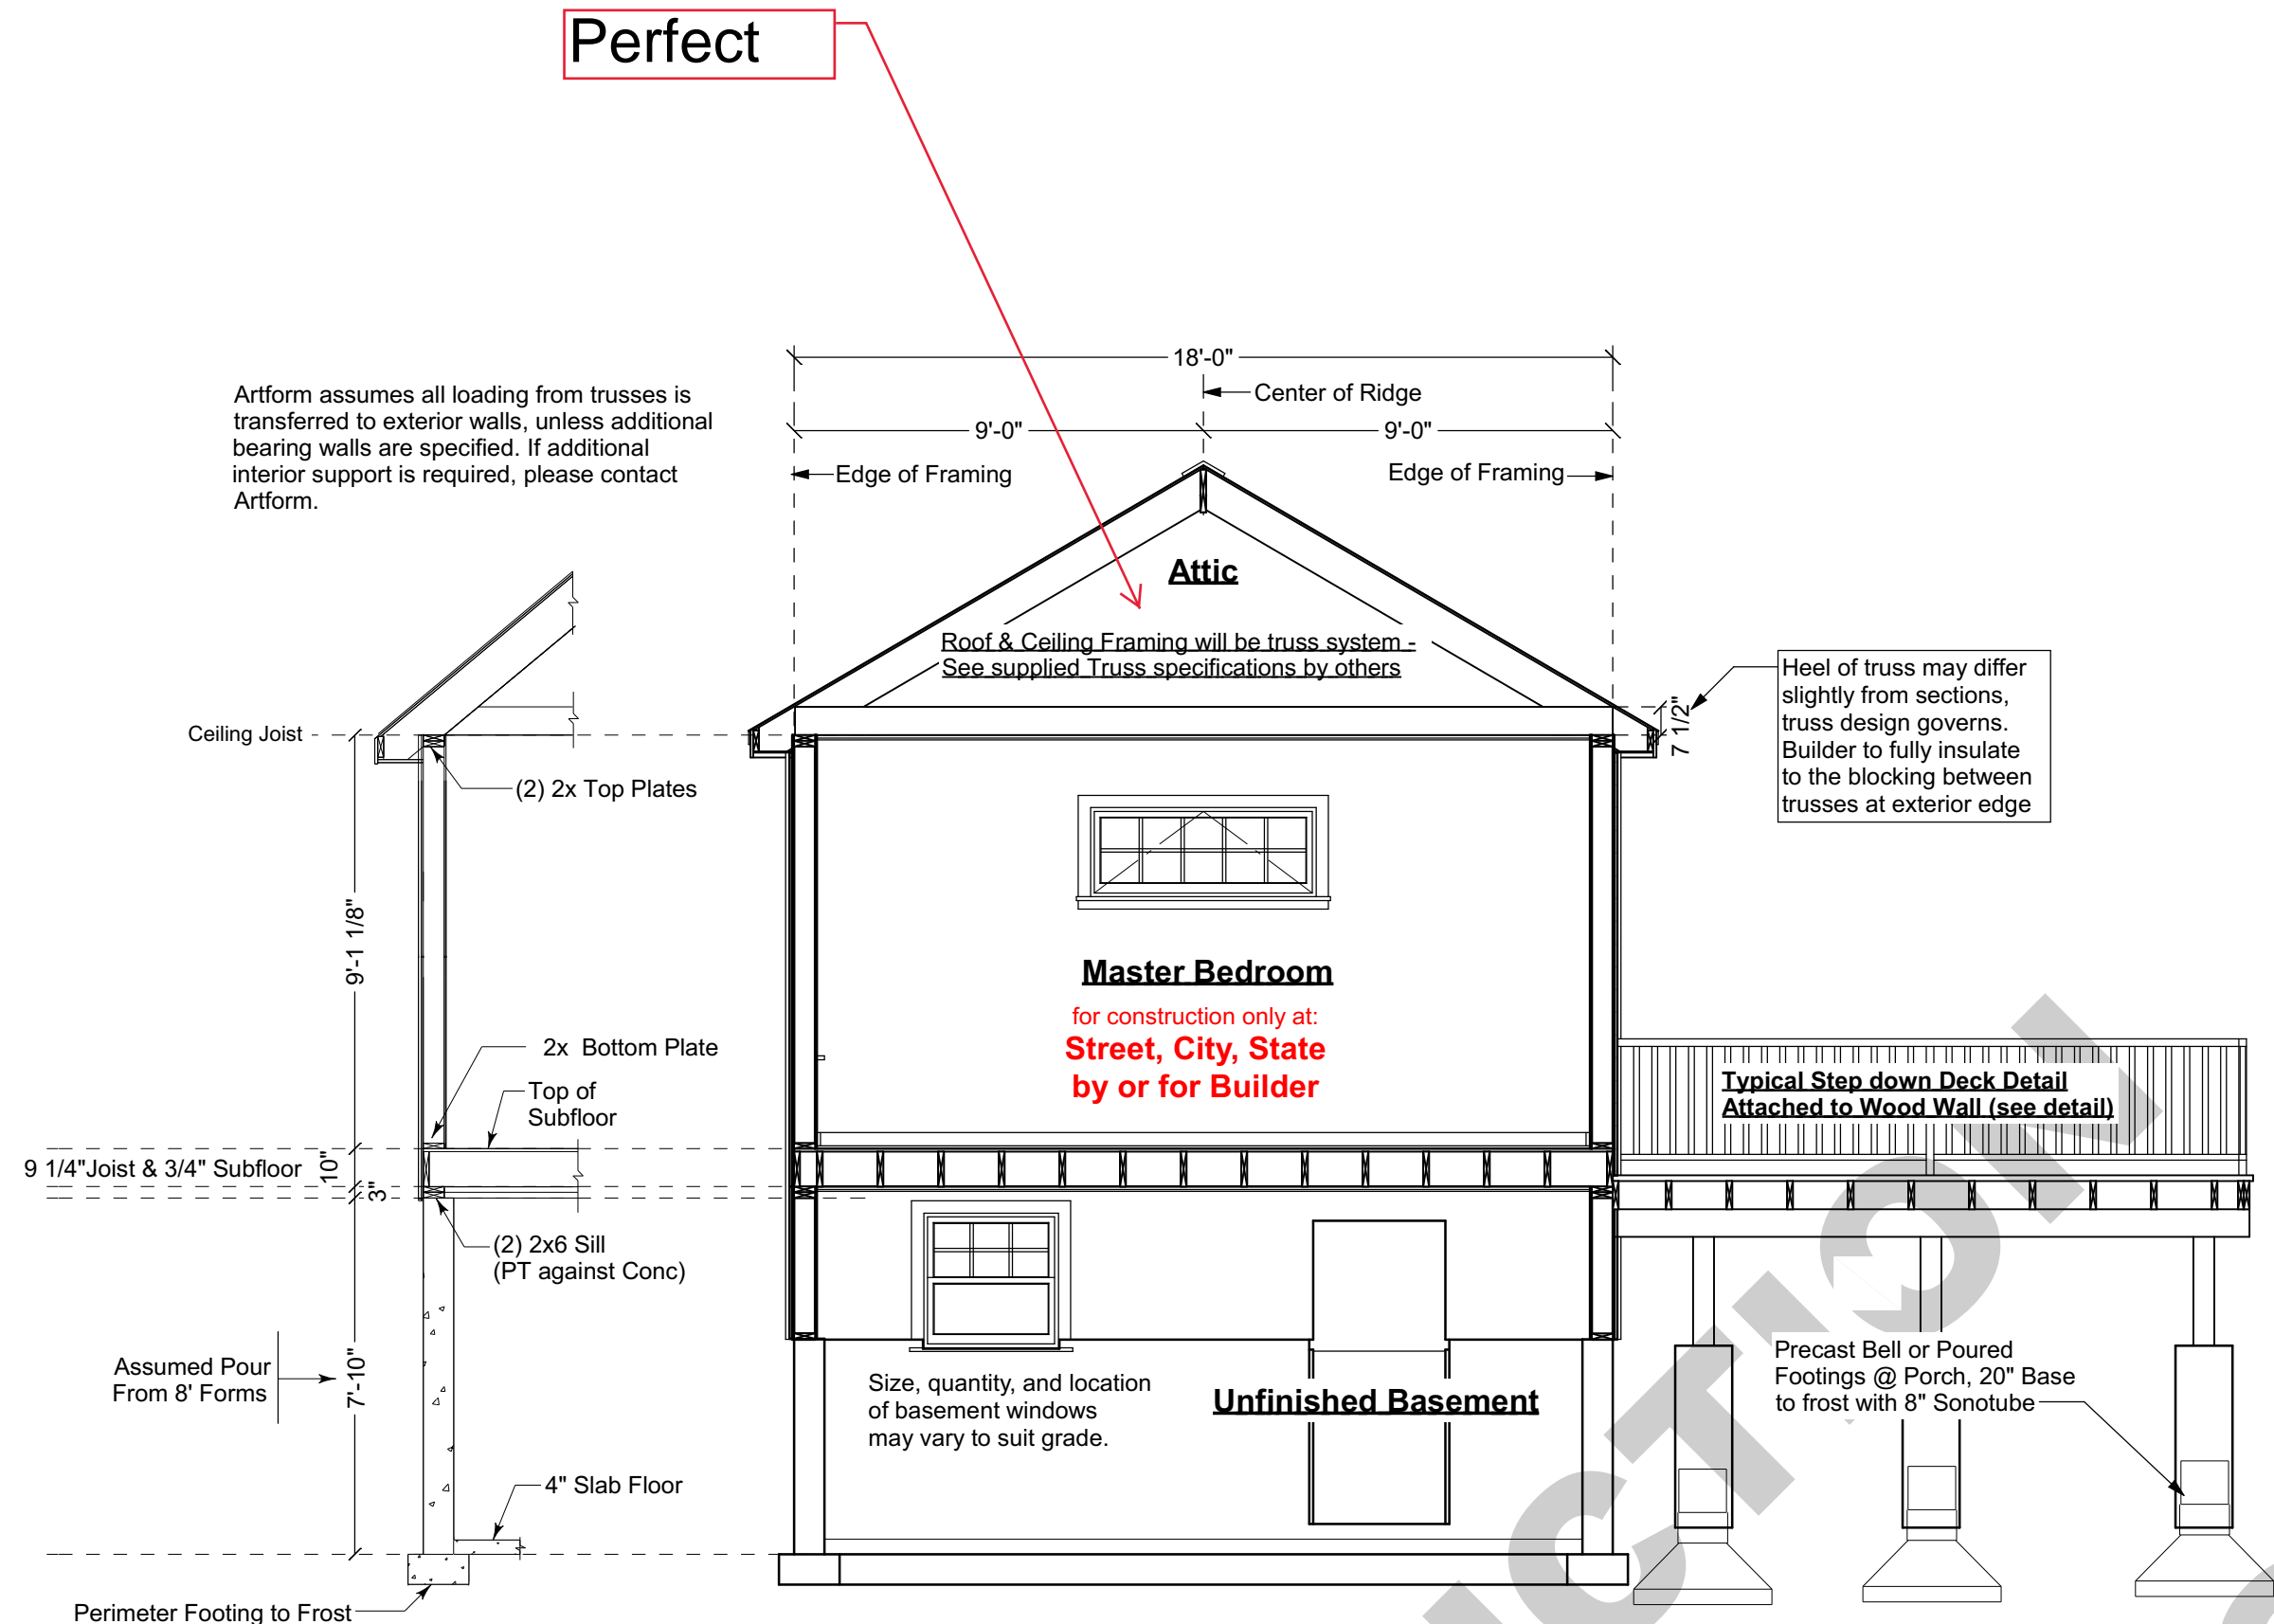 Perfect
18'-0"
Center of Ridge
9'-0"
9'-0"
Edge of Framing
Edge of Framing
Artform assumes all loading from trusses is
transferred to exterior walls, unless additional
bearing walls are specified. If additional
interior support is required, please contact
Artform.
Attic
Roof & Ceiling Framing will be truss system -
See supplied Truss specifications by others
Heel of truss may differ
slightly from sections,
truss design governs.
Builder to fully insulate
to the blocking between
trusses at exterior edge
7 1/2"
Ceiling Joist
(2) 2x Top Plates
9'-1 1/8"
Master Bedroom
for construction only at:
Street, City, State
by or for Builder
2x  Bottom Plate
Top of
Subfloor
Typical Step down Deck Detail
Attached to Wood Wall (see detail)
9 1/4"Joist & 3/4" Subfloor
10"
3"
(2) 2x6 Sill
(PT against Conc)
Assumed Pour
From 8' Forms
7'-10"
Size, quantity, and location
of basement windows
may vary to suit grade.
Unfinished Basement
Precast Bell or Poured
Footings @ Porch, 20" Base
to frost with 8" Sonotube
4" Slab Floor
Perimeter Footing to Frost